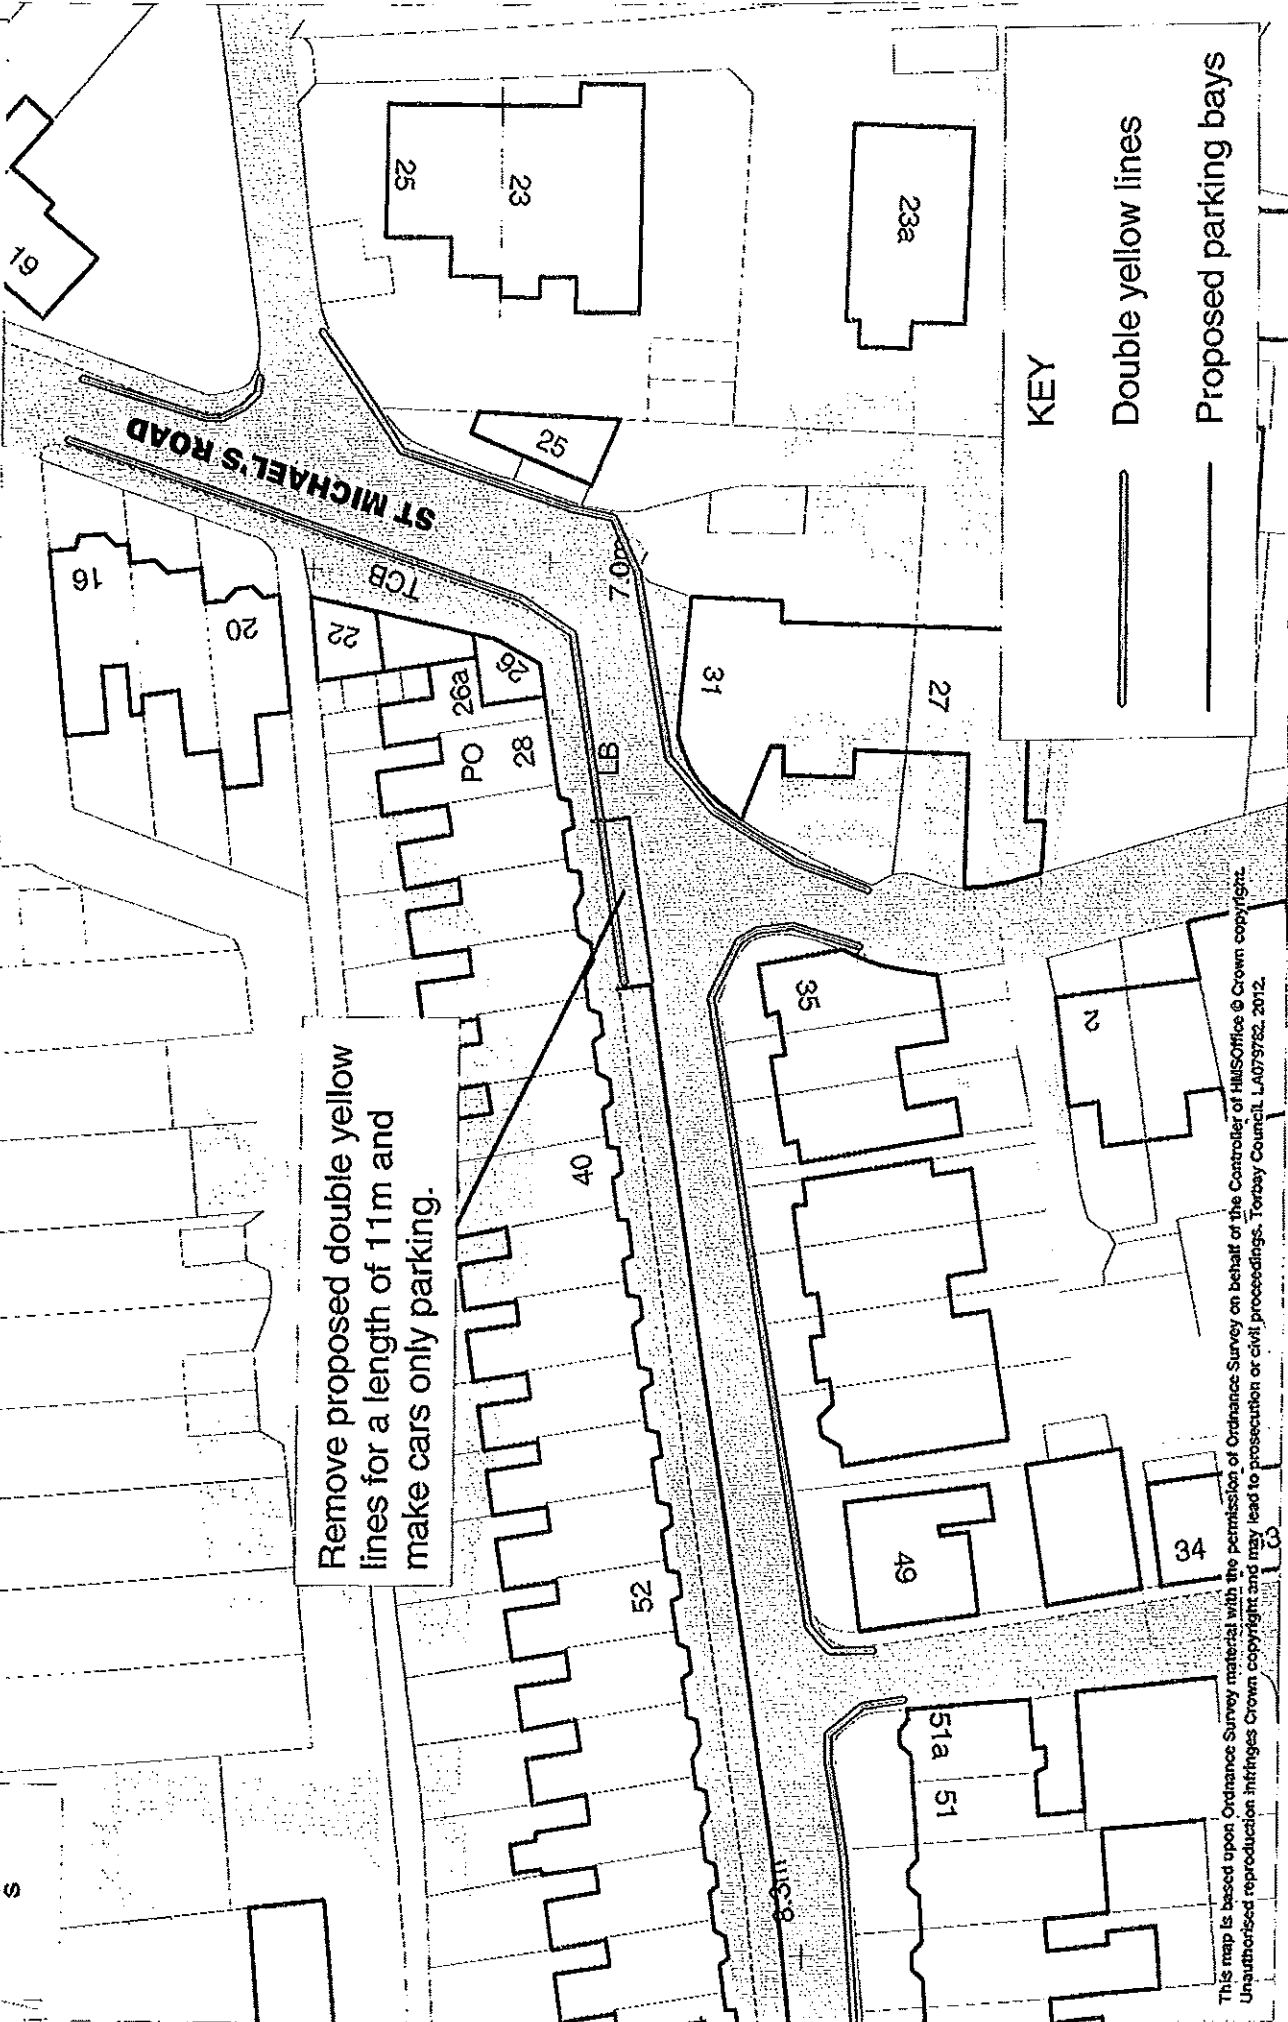 Remove proposed double yellow
lines for a length of 11m and
make cars only parking.
KEY
Double yellow lines
Proposed parking bays
ST MICHAEL'S ROAD
TCB
PO
LB
7.0m
8.3m
19
25
23
23a
25
16
20
22
26
26a
28
31
27
35
2
40
52
49
34
51a
51
S
This map is based upon Ordnance Survey material with the permission of Ordnance Survey on behalf of the Controller of HMSOffice © Crown copyright.
Unauthorised reproduction infringes Crown copyright and may lead to prosecution or civil proceedings. Torbay Council. LA079782. 2012.